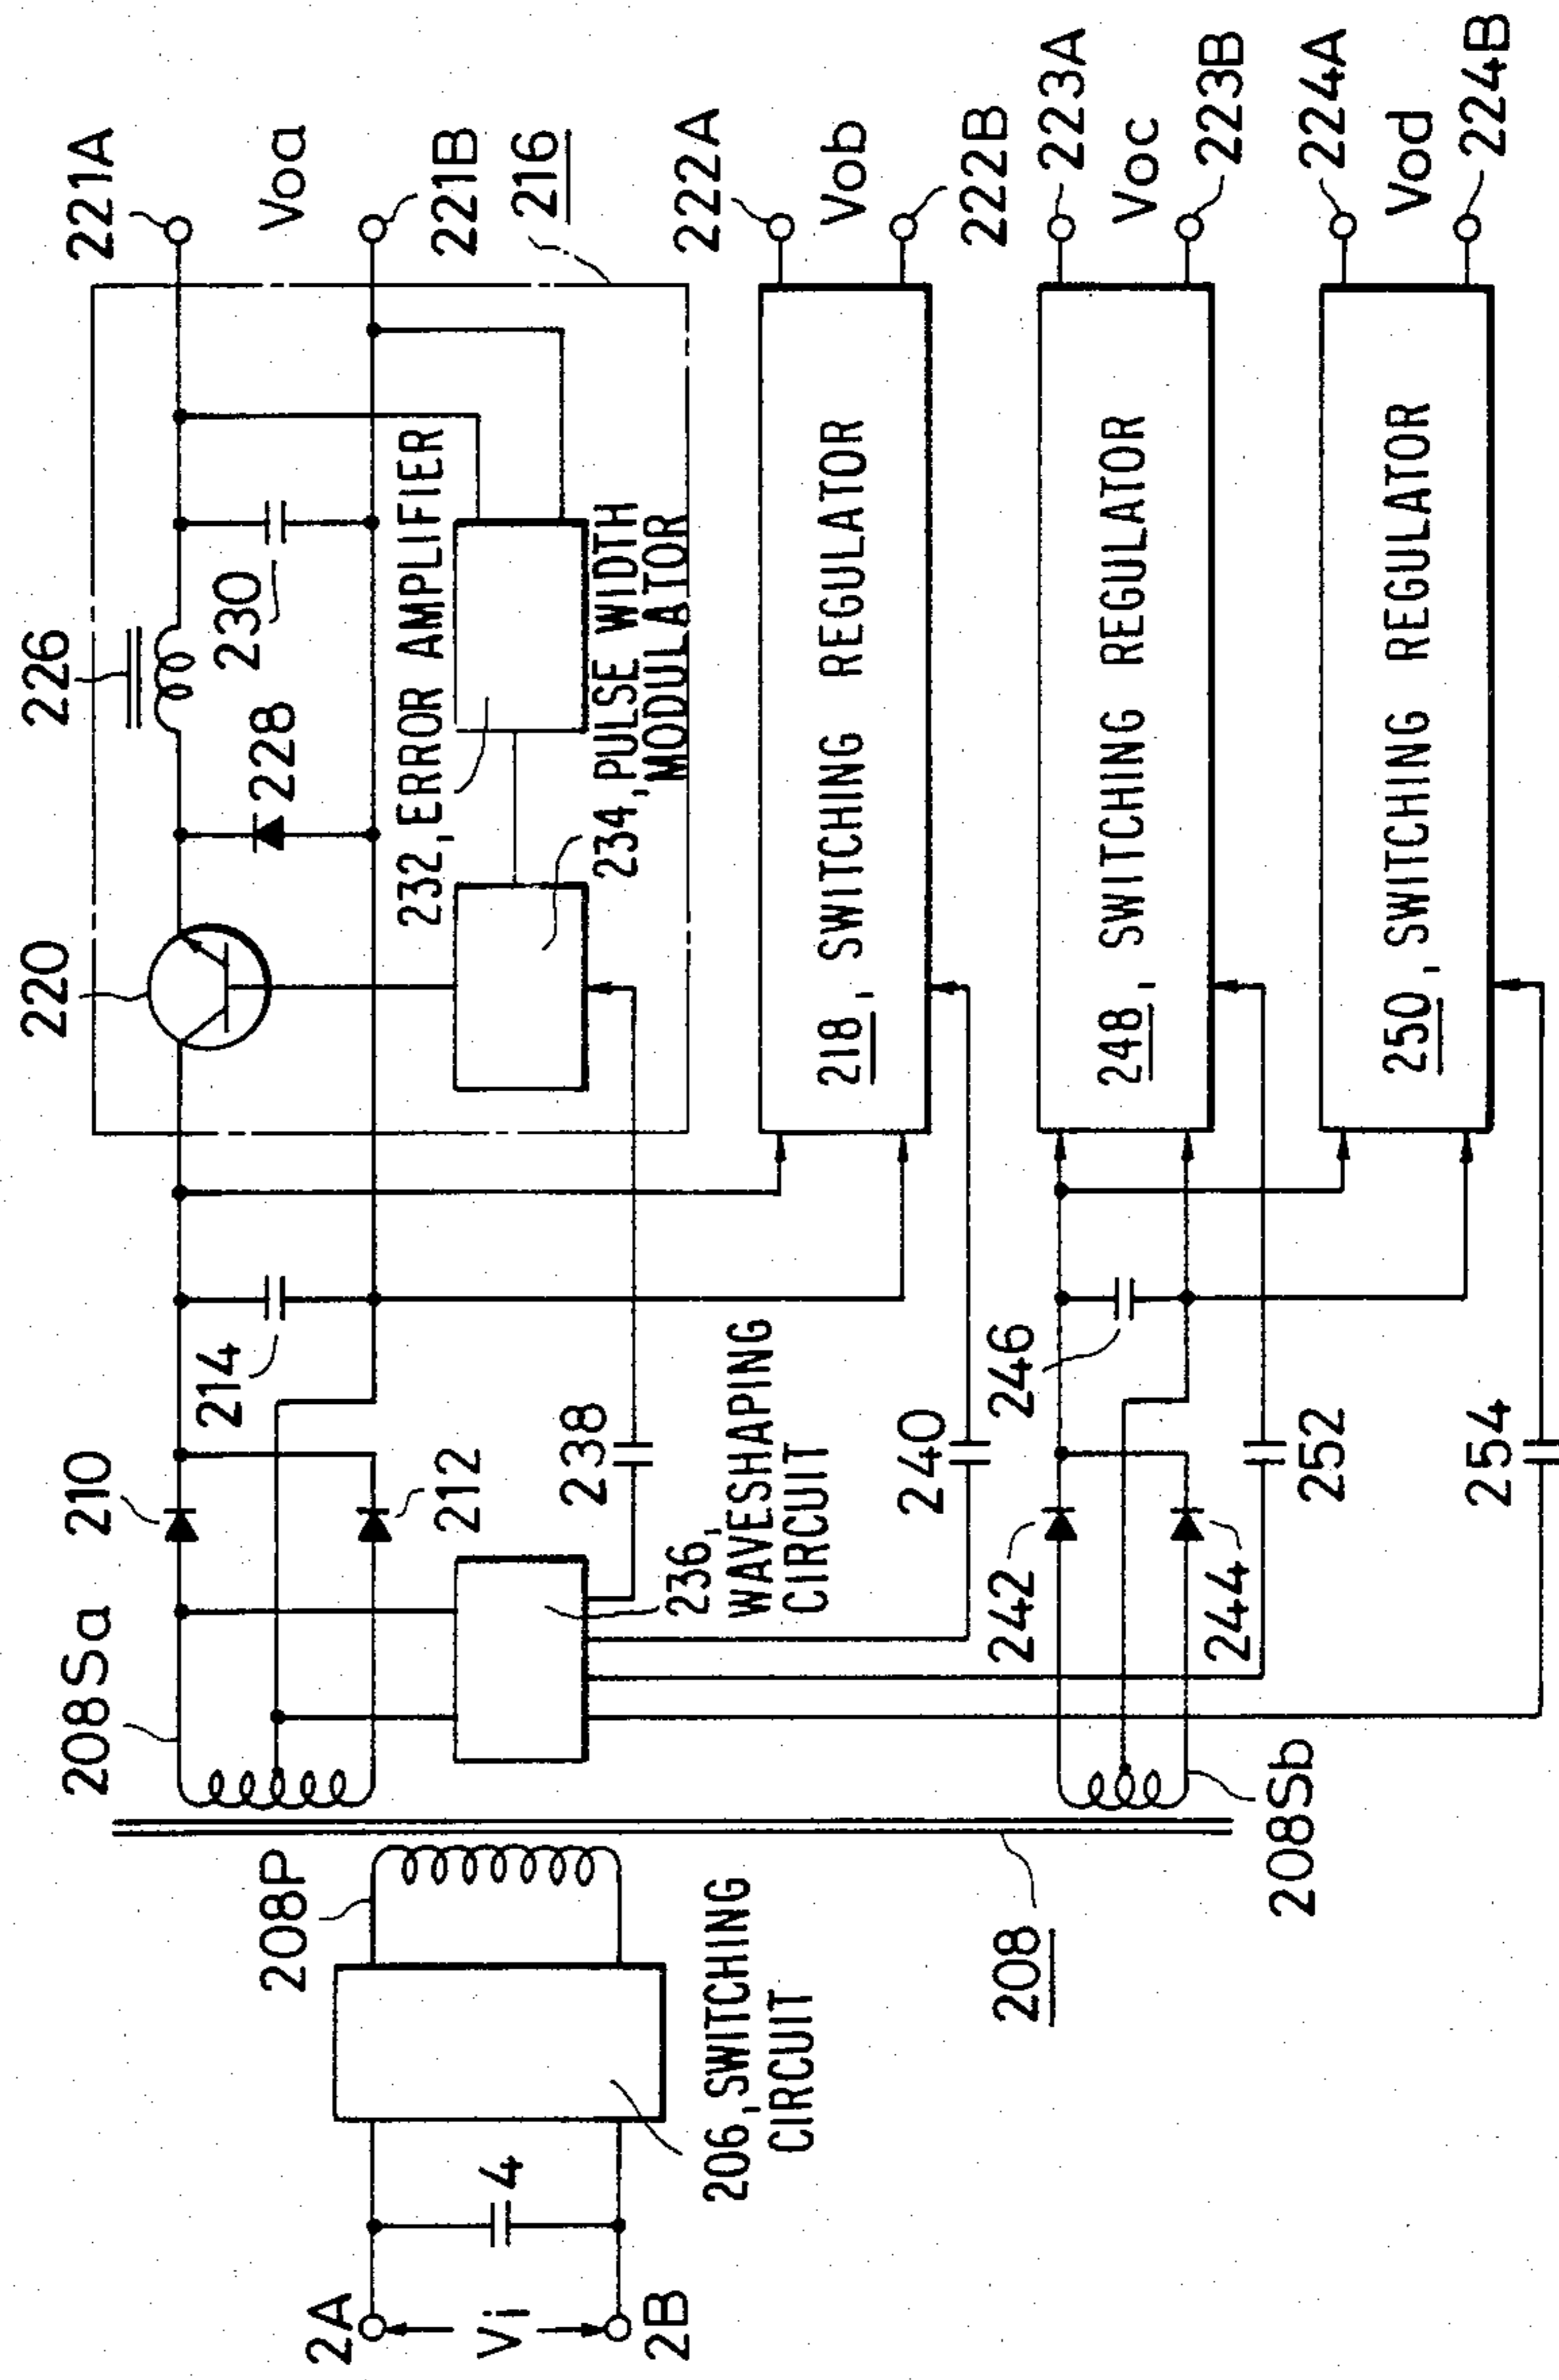 221A
Voa
221B
216
222A
Vob
222B
223A
Voc
223B
224A
Vod
224B
226
230
228
232, ERROR AMPLIFIER
234, PULSE WIDTH
MODULATOR
220
218, SWITCHING REGULATOR
248, SWITCHING REGULATOR
250, SWITCHING REGULATOR
214
210
212
238
236,
WAVESHAPING
CIRCUIT
240
246
252
254
242
244
208Sa
208Sb
208P
208
206, SWITCHING
CIRCUIT
4
2A
Vi
2B